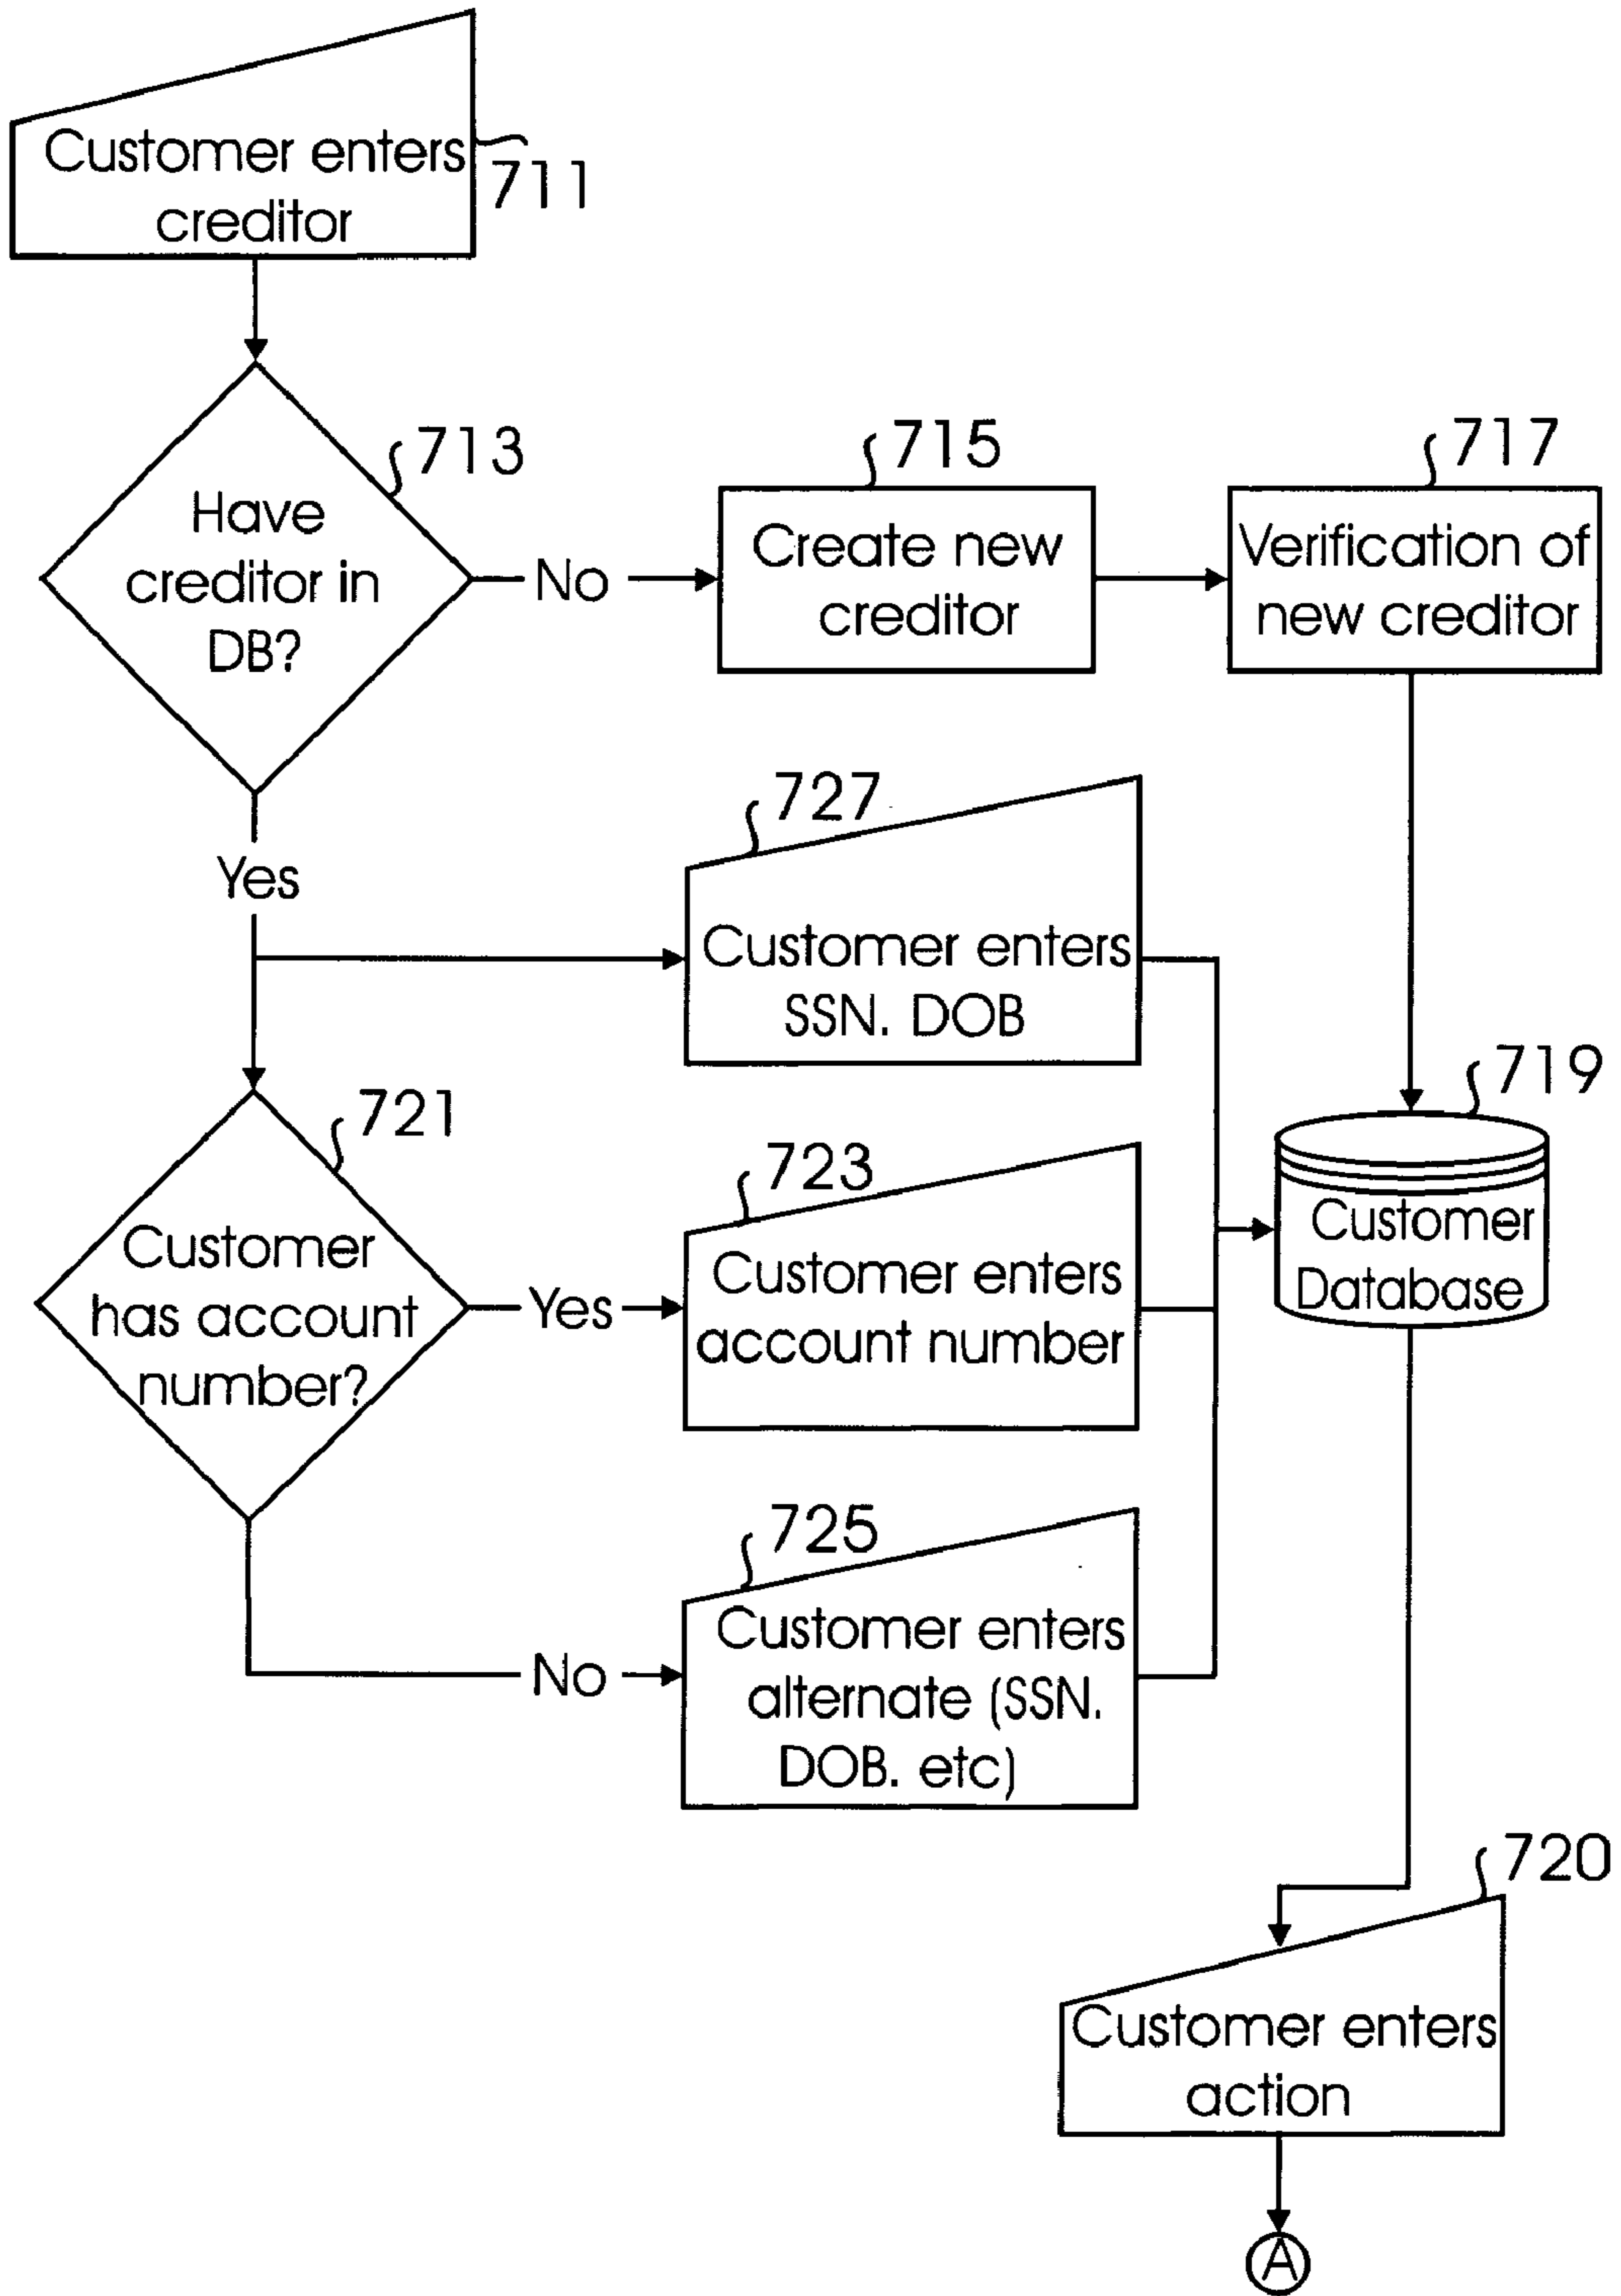 Customer enters
creditor
711
713
Have
creditor in
DB?
No
715
Create new
creditor
717
Verification of
new creditor
Yes
727
Customer enters
SSN. DOB
719
Customer
Database
721
Customer
has account
number?
Yes
723
Customer enters
account number
No
725
Customer enters
alternate (SSN.
DOB. etc)
720
Customer enters
action
A